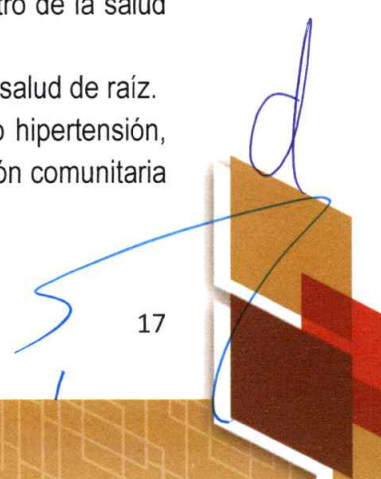 tro de la salud
salud de raíz.
o hipertensión,
ón comunitaria
17